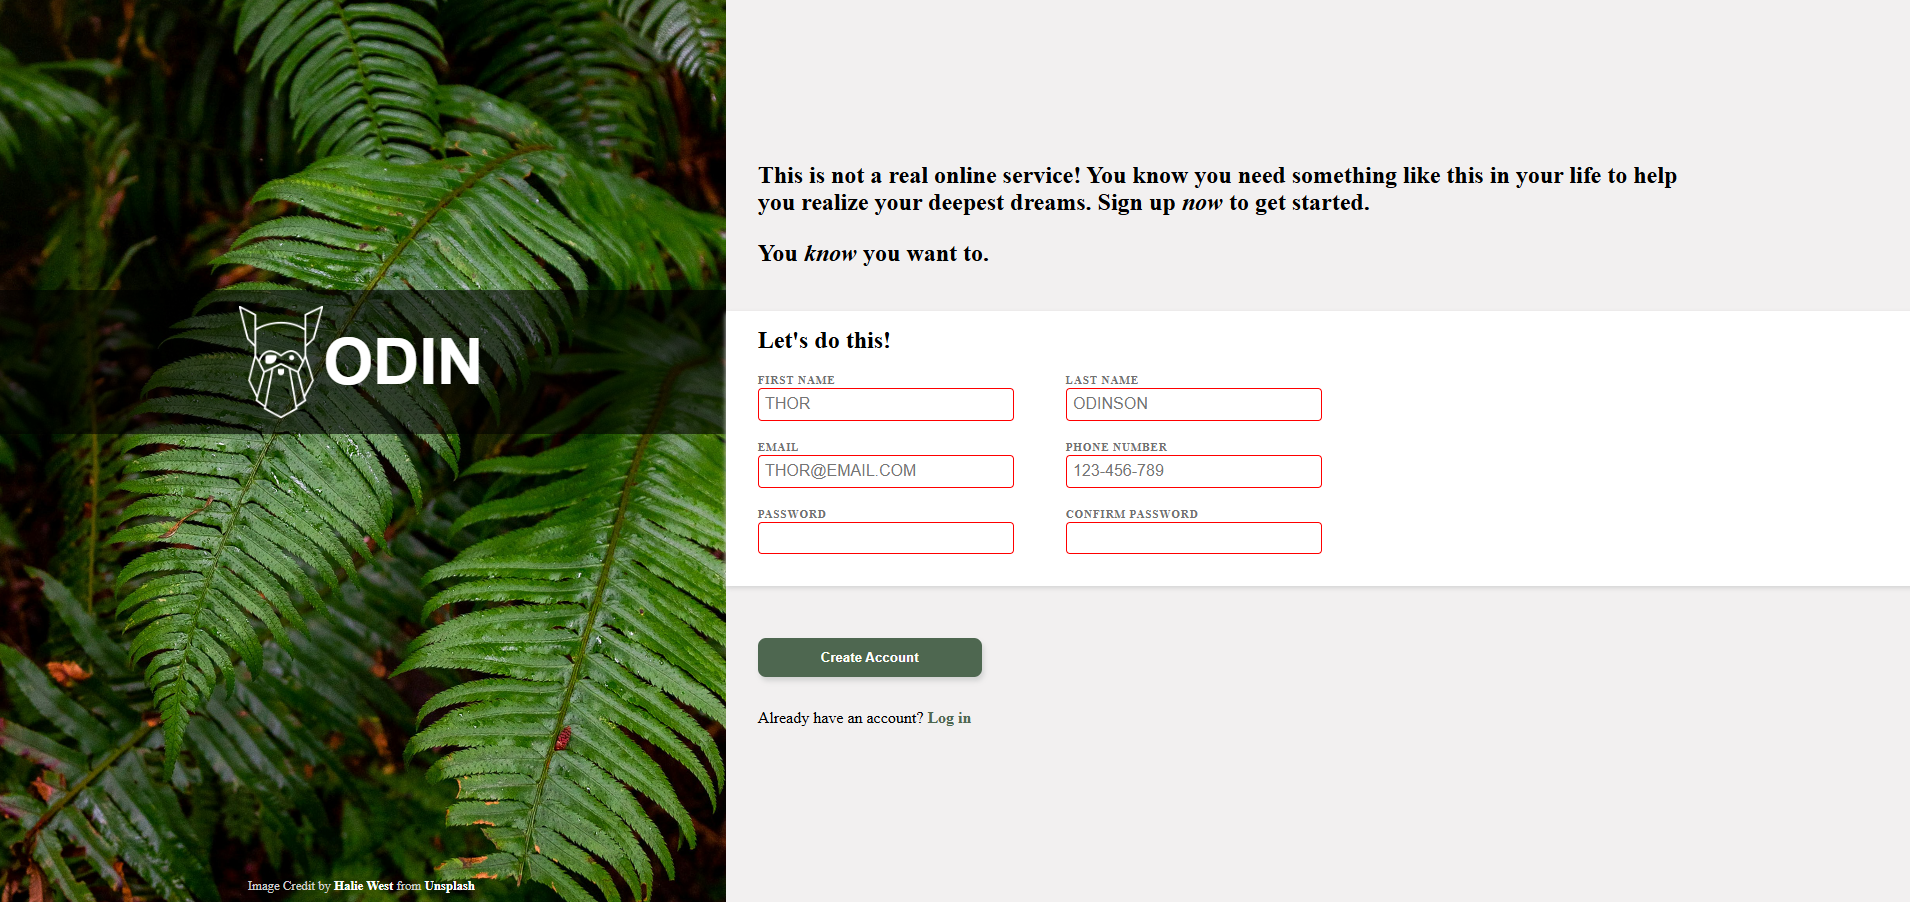 This is not a real online service! You know you need something like this in your life to help
you realize your deepest dreams. Sign up now to get started.
You know you want to.
ODIN
Let's do this!
FIRST NAME
LAST NAME
THOR
ODINSON
EMAIL
PHONE NUMBER
THOR@EMAIL.COM
123-456-789
PASSWORD
CONFIRM PASSWORD
Create Account
Already have an account? Log in
Image Credit by Halie West from Unsplash